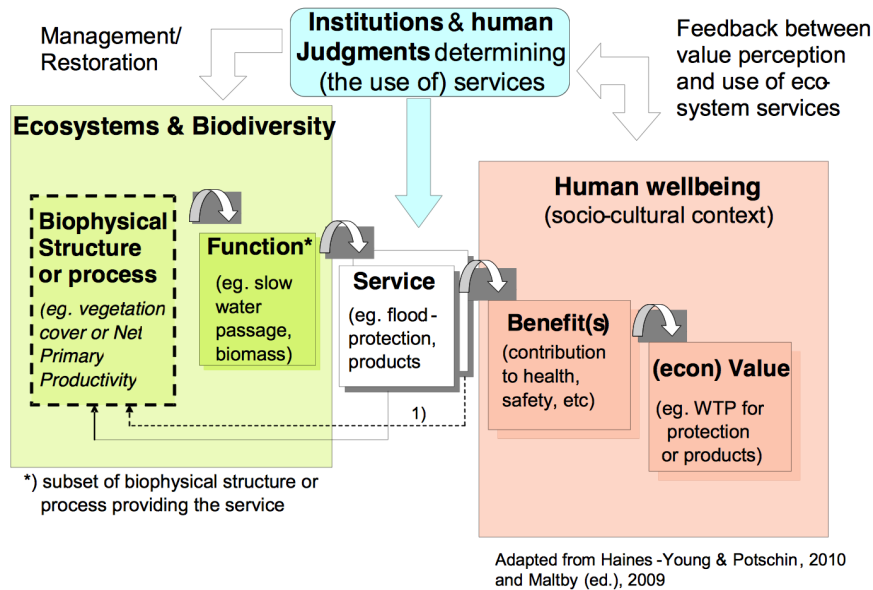 Institutions & human
Judgments determining
(the use of) services
Management/
Restoration
Feedback between
value perception
and use of eco-
system services
Ecosystems & Biodiversity
Biophysical
Structure
or process
(eg. vegetation
cover or Net
Primary
Productivity
Function*
(eg. slow
water
passage,
biomass)
Service
(eg. flood-
protection,
products
1)
Human wellbeing
(socio-cultural context)
Benefit(s)
(contribution
to health,
safety, etc)
(econ) Value
(eg. WTP for
protection
or products)
*) subset of biophysical structure or
process providing the service
Adapted from Haines-Young & Potschin, 2010
and Maltby (ed.), 2009